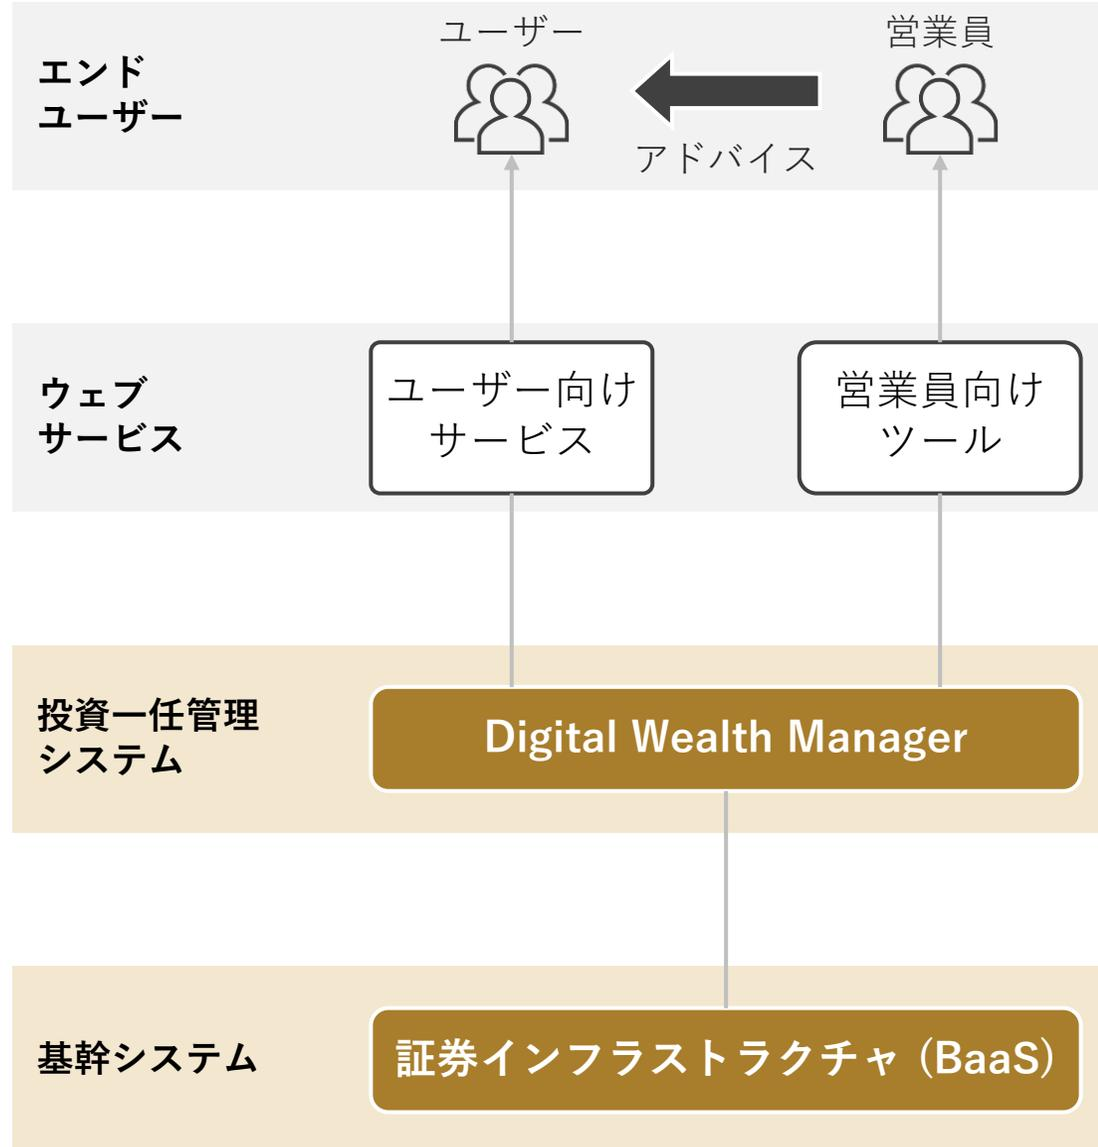 エンド
ユーザー
ユーザー
営業員
アドバイス
ウェブ
サービス
ユーザー向け
サービス
営業員向け
ツール
投資一任管理
システム
Digital Wealth Manager
基幹システム
証券インフラストラクチャ (BaaS)